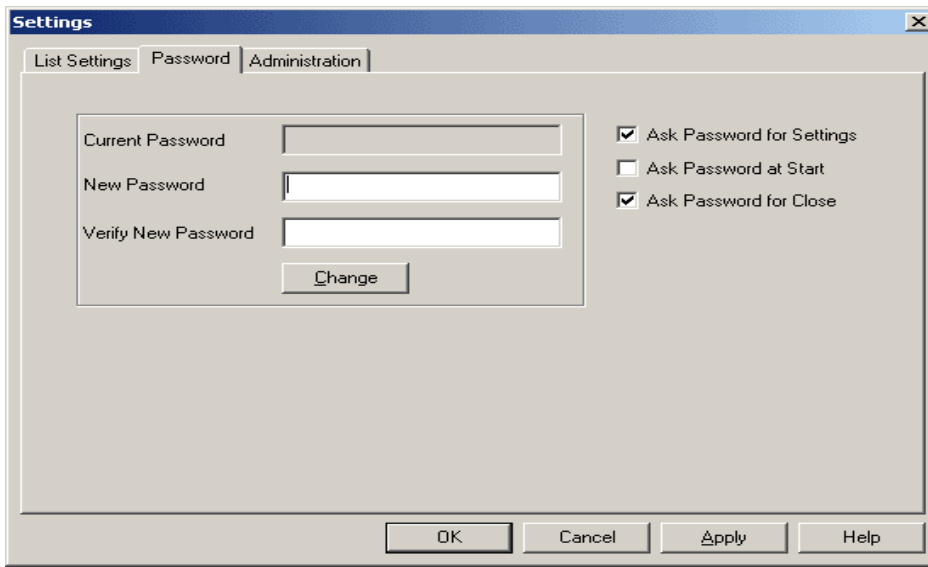 Settings
List Settings Password Administration
Current Password
New Password
Verify New Password
Change
Ask Password for Settings
Ask Password at Start
Ask Password for Close
OK Cancel Apply Help